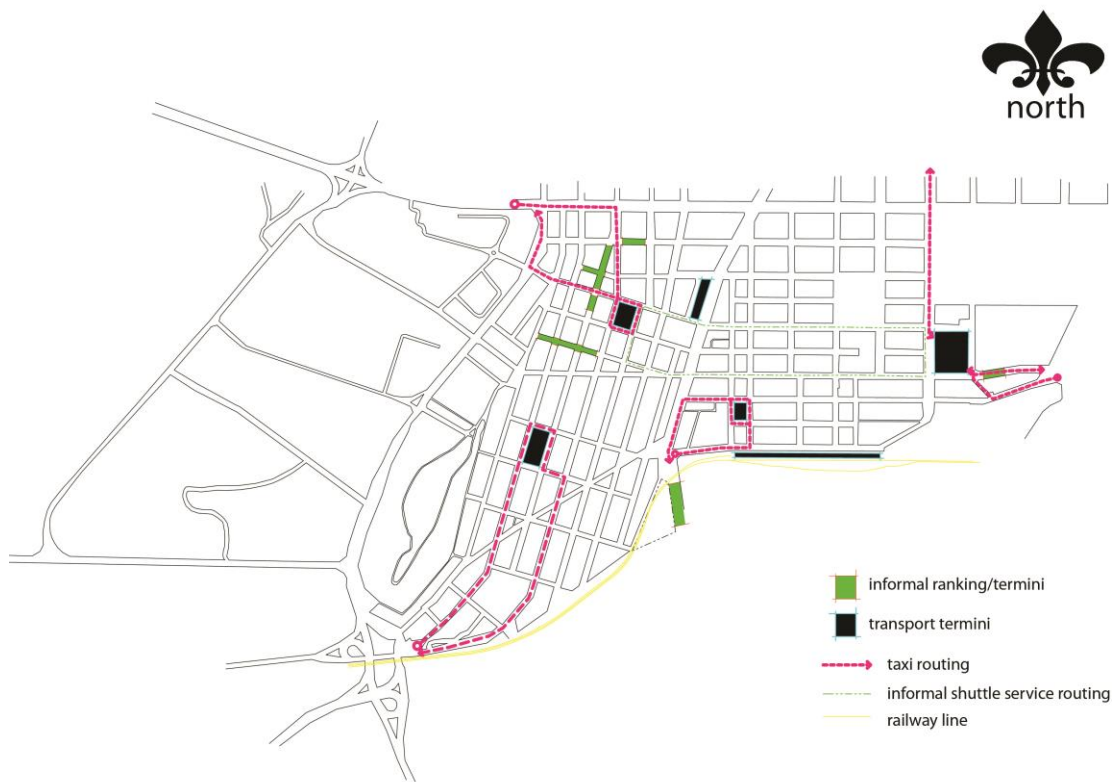 north
informal ranking/termini
transport termini
taxi routing
informal shuttle service routing
railway line